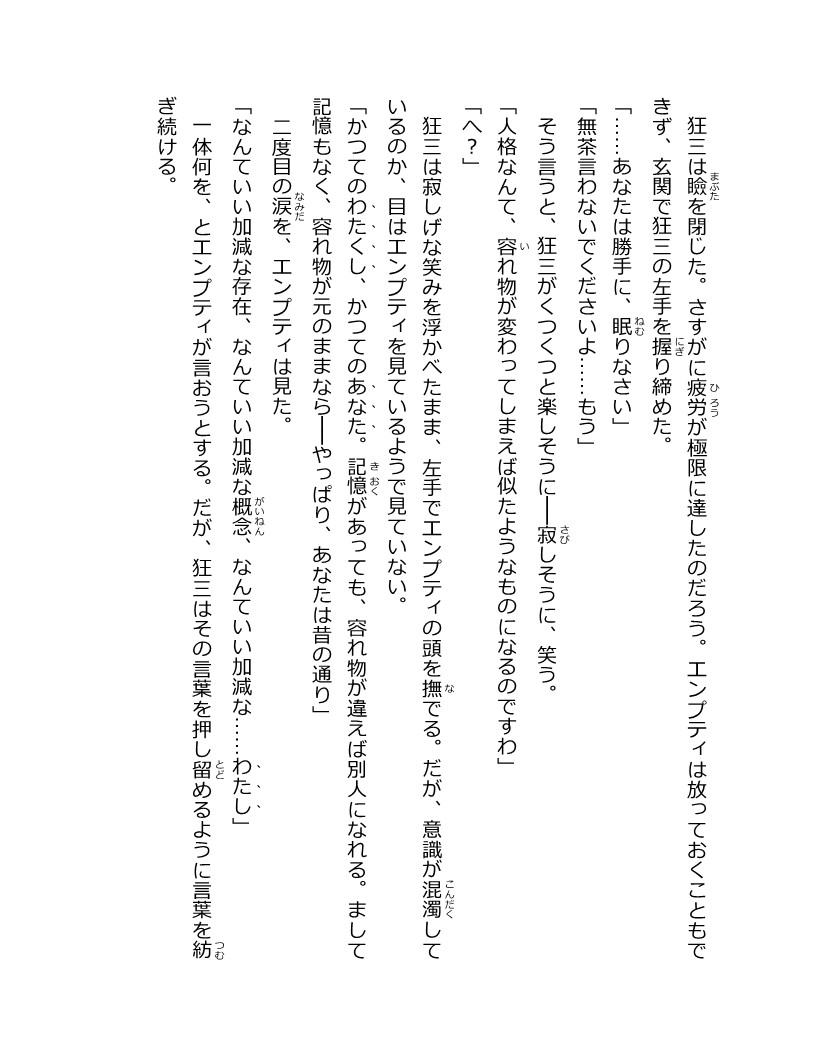 狂三は瞼を閉じた。さすがに疲労が極限に達したのだろう。エンプティは放っておくこともで
きず、玄関で狂三の左手を握り締めた。
「……あなたは勝手に、眠りなさい」
「無茶言わないでくださいよ……もう」
そう言うと、狂三がくつくつと楽しそうに──寂しそうに、笑う。
「人格なんて、容れ物が変わってしまえば似たようなものになるのですわ」
「へ？」
狂三は寂しげな笑みを浮かべたまま、左手でエンプティの頭を撫でる。だが、意識が混濁して
いるのか、目はエンプティを見ているようで見ていない。
「かつてのわたくし、かつてのあなた。記憶があっても、容れ物が違えば別人になれる。まして
記憶もなく、容れ物が元のままなら──やっぱり、あなたは昔の通り」
二度目の涙を、エンプティは見た。
「なんていい加減な存在、なんていい加減な概念、なんていい加減な……わたし」
一体何を、とエンプティが言おうとする。だが、狂三はその言葉を押し留めるように言葉を紡
ぎ続ける。